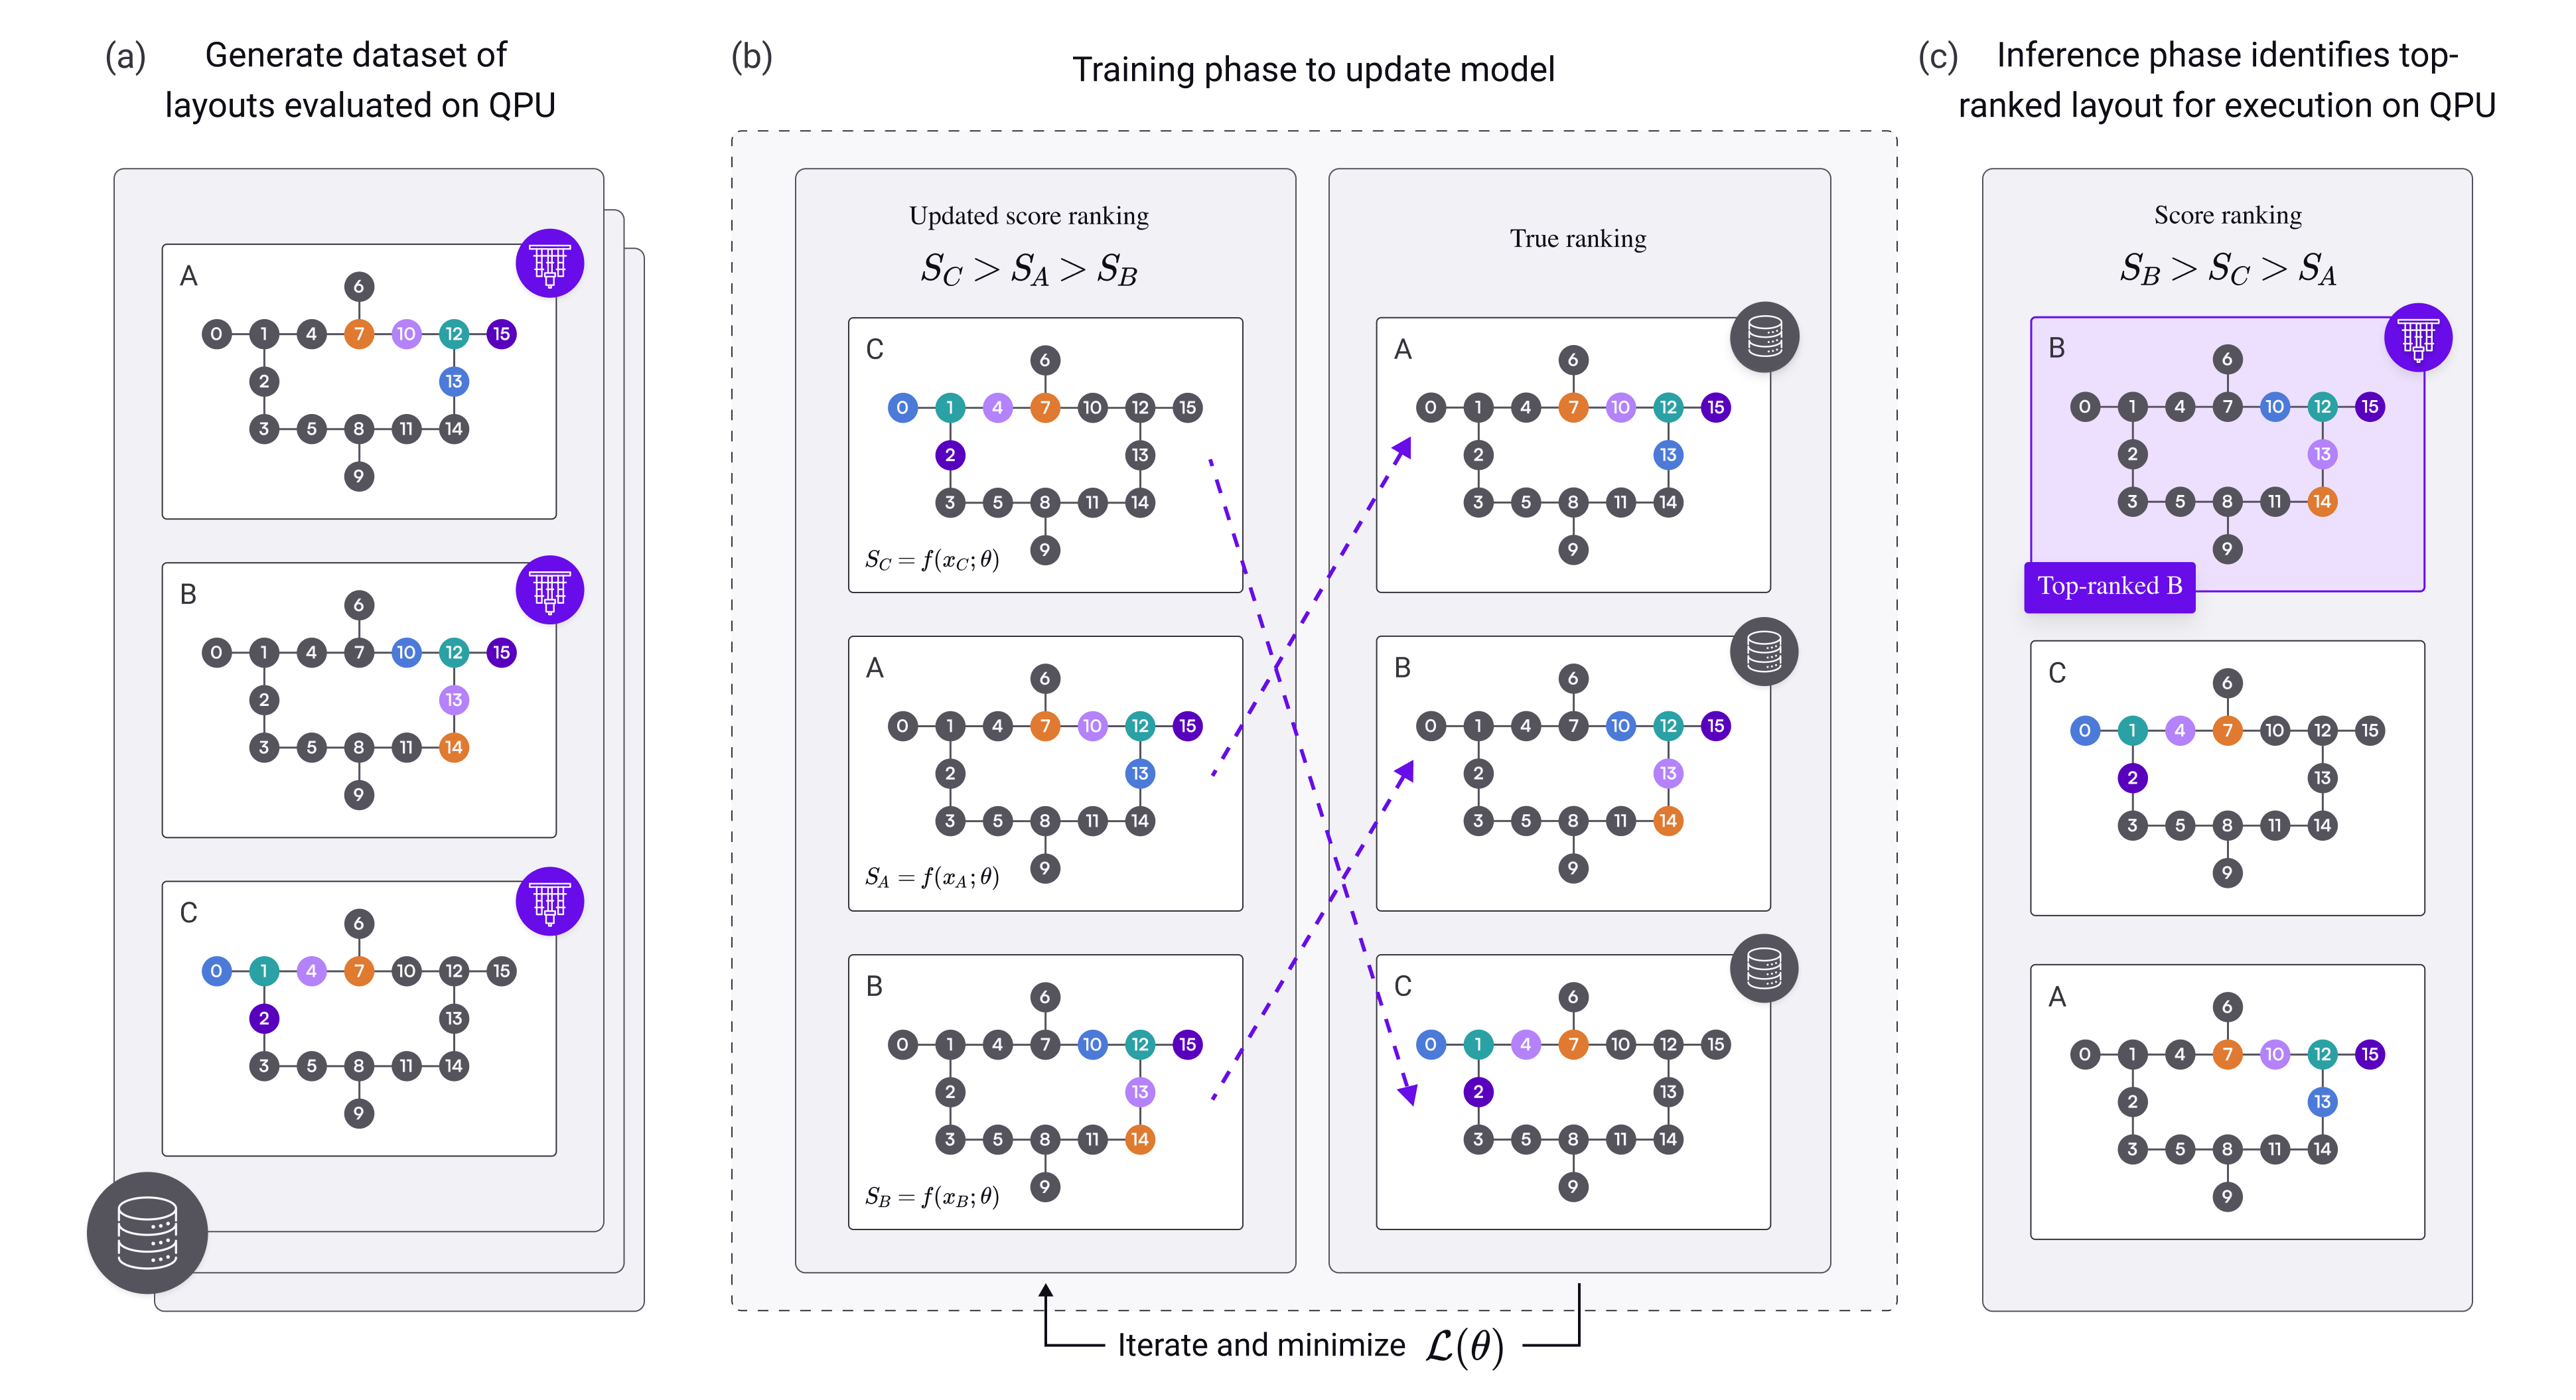 (a)
Generate dataset of
layouts evaluated on QPU
A
6
0 1 4 7 10 12 15
2 13
3 5 8 11 14
9
B
6
0 1 4 7 10 12 15
2 13
3 5 8 11 14
9
C
6
0 1 4 7 10 12 15
2 13
3 5 8 11 14
9
(b)
Training phase to update model
Updated score ranking
S_C > S_A > S_B
C
6
0 1 4 7 10 12 15
2 13
3 5 8 11 14
9
S_C = f(x_C; θ)
A
6
0 1 4 7 10 12 15
2 13
3 5 8 11 14
9
S_A = f(x_A; θ)
B
6
0 1 4 7 10 12 15
2 13
3 5 8 11 14
9
S_B = f(x_B; θ)
True ranking
A
6
0 1 4 7 10 12 15
2 13
3 5 8 11 14
9
B
6
0 1 4 7 10 12 15
2 13
3 5 8 11 14
9
C
6
0 1 4 7 10 12 15
2 13
3 5 8 11 14
9
Iterate and minimize ℒ(θ)
(c)
Inference phase identifies top-
ranked layout for execution on QPU
Score ranking
S_B > S_C > S_A
B
6
0 1 4 7 10 12 15
2 13
3 5 8 11 14
9
Top-ranked B
C
6
0 1 4 7 10 12 15
2 13
3 5 8 11 14
9
A
6
0 1 4 7 10 12 15
2 13
3 5 8 11 14
9